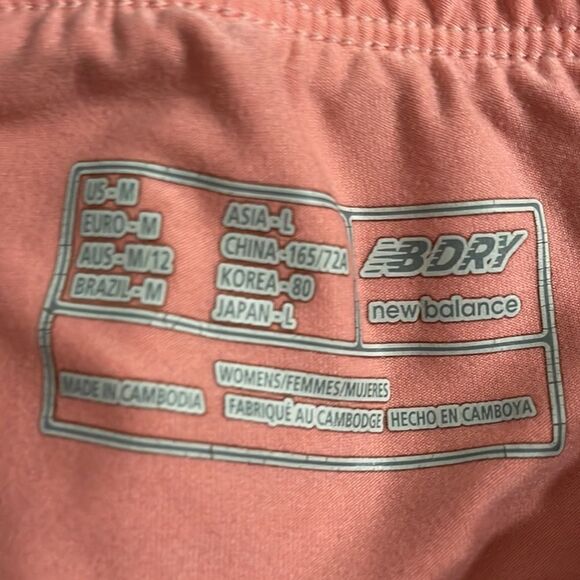 US-M
EURO-M
AUS-M/12
BRAZIL-M
ASIA-L
CHINA-165/72A
KOREA-80
JAPAN-L
NB DRY
new balance
MADE IN CAMBODIA
WOMENS/FEMMES/MUJERES
FABRIQUÉ AU CAMBODGE HECHO EN CAMBOYA